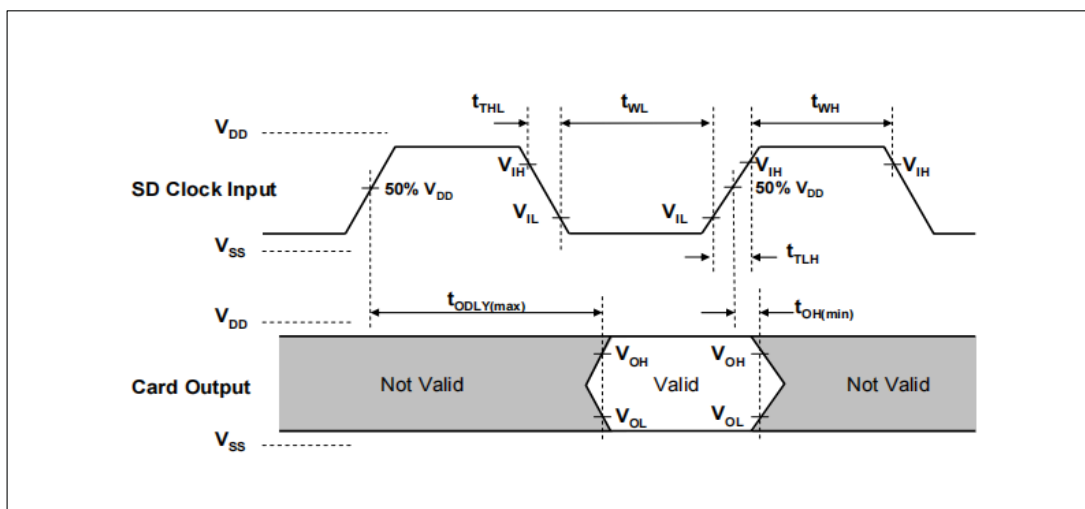 tTHL
tWL
tWH
VDD
VIH
VIH
VIH
SD Clock Input
50% VDD
50% VDD
VIL
VIL
VSS
tTLH
VDD
tODLY(max)
tOH(min)
VOH
VOH
Card Output
Not Valid
Valid
Not Valid
VOL
VOL
VSS